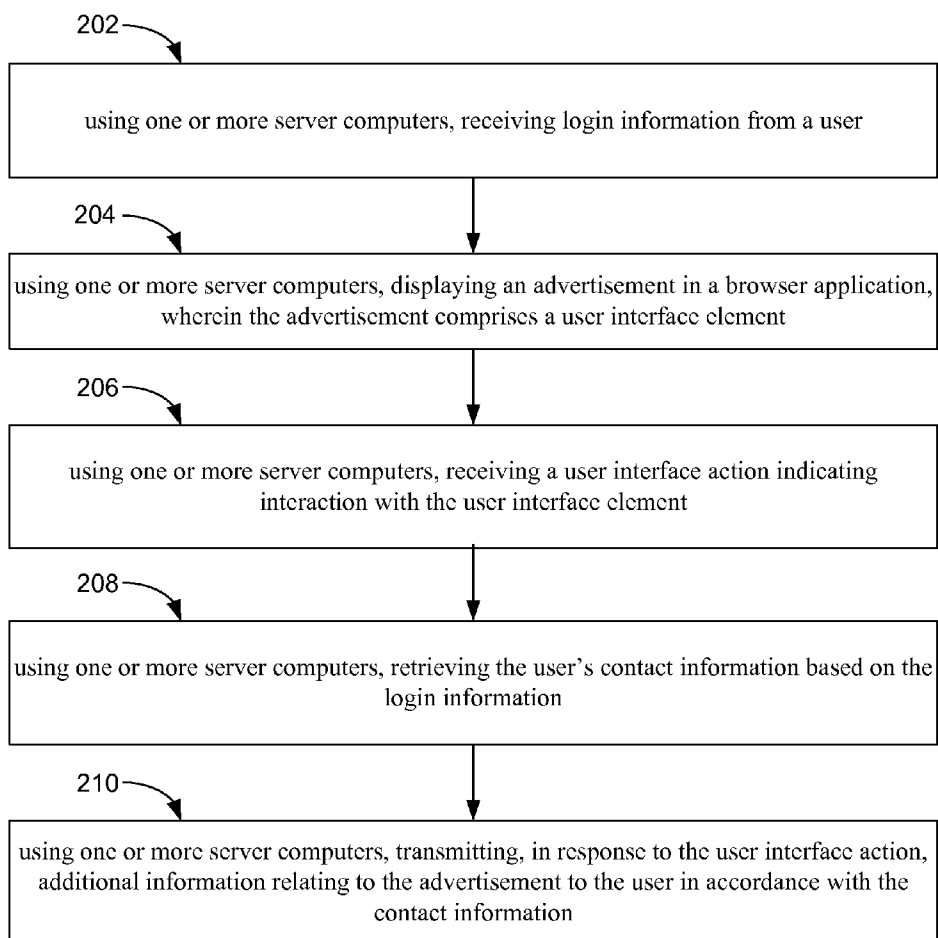 202
using one or more server computers, receiving login information from a user
204
using one or more server computers, displaying an advertisement in a browser application,
wherein the advertisement comprises a user interface element
206
using one or more server computers, receiving a user interface action indicating
interaction with the user interface element
208
using one or more server computers, retrieving the user's contact information based on the
login information
210
using one or more server computers, transmitting, in response to the user interface action,
additional information relating to the advertisement to the user in accordance with the
contact information